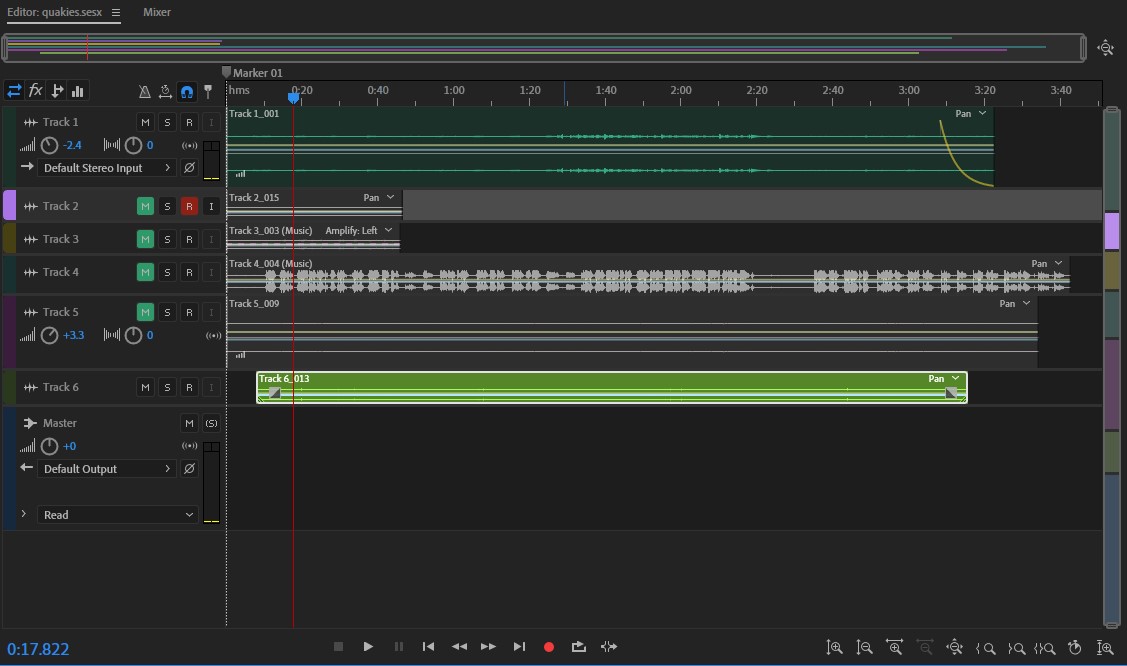 Editor: quakies.sesx Mixer
Marker 01
fx hms 0:20 0:40 1:00 1:20 1:40 2:00 2:20 2:40 3:00 3:20 3:40
Track 1 M S R I Track 1_001 Pan
-2.4 0
Default Stereo Input
Track 2 M S R I Track 2_015 Pan
Track 3 M S R I Track 3_003 (Music) Amplify: Left
Track 4 M S R I Track 4_004 (Music) Pan
Track 5 M S R I Track 5_009 Pan
+3.3 0
Track 6 M S R I Track 6_013 Pan
Master M (S)
+0
Default Output
Read
0:17.822